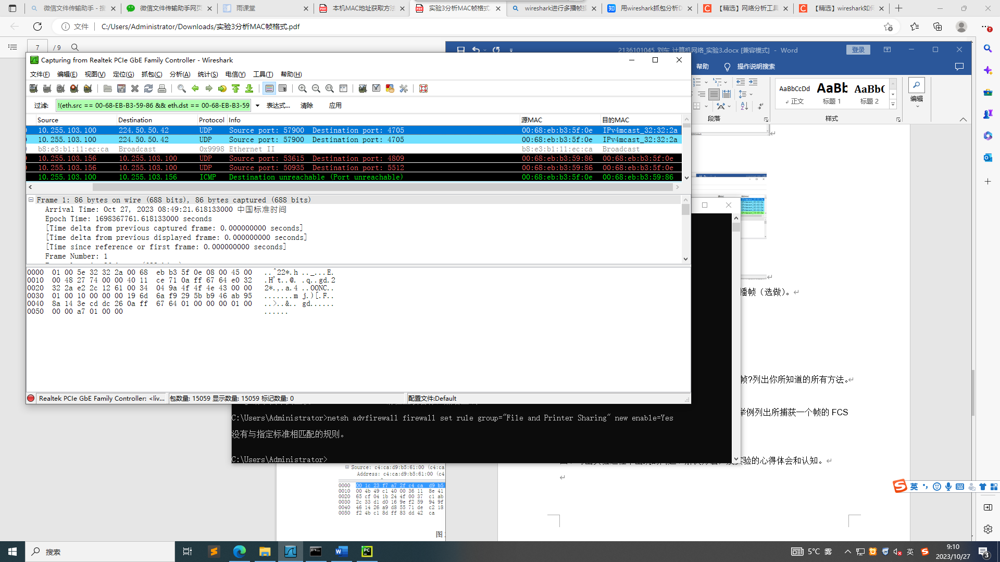 微信文件传输助手 - 搜
微信文件传输助手网页
雨课堂
本机MAC地址获取方法
实验3分析MAC帧格式.
wireshark进行多播帧
用wireshark抓包分析
【精选】网络分析工具
【精选】wireshark如何
文件
C:/Users/Administrator/Downloads/实验3分析MAC帧格式.pdf
7 / 9
2136101045_刘东_计算机网络_实验3.docx [兼容模式] - Word
登录
Capturing from Realtek PCIe GbE Family Controller - Wireshark
文件(F) 编辑(E) 视图(V) 定位(G) 抓包(C) 分析(A) 统计(S) 电信(Y) 工具(T) 帮助(H)
帮助 操作说明搜索
过滤: !(eth.src == 00-68-EB-B3-59-86 && eth.dst == 00-68-EB-B3-59 表达式... 清除 应用
AaBbCcDd AaBb AaBbC
正文 标题 1 标题 2
编辑
段落 样式
Source Destination Protocol Info 源MAC 目的MAC
10.255.103.100 224.50.50.42 UDP Source port: 57900 Destination port: 4705 00:68:eb:b3:5f:0e IPv4mcast_32:32:2a
10.255.103.100 224.50.50.42 UDP Source port: 57900 Destination port: 4705 00:68:eb:b3:5f:0e IPv4mcast_32:32:2a
b8:e3:b1:11:ec:ca Broadcast 0x9998 Ethernet II b8:e3:b1:11:ec:ca Broadcast
10.255.103.156 10.255.103.100 UDP Source port: 53615 Destination port: 4809 00:68:eb:b3:59:86 00:68:eb:b3:5f:0e
10.255.103.156 10.255.103.100 UDP Source port: 50935 Destination port: 5512 00:68:eb:b3:59:86 00:68:eb:b3:5f:0e
10.255.103.100 10.255.103.156 ICMP Destination unreachable (Port unreachable) 00:68:eb:b3:5f:0e 00:68:eb:b3:59:86
Frame 1: 86 bytes on wire (688 bits), 86 bytes captured (688 bits)
Arrival Time: Oct 27, 2023 08:49:21.618133000 中国标准时间
Epoch Time: 1698367761.618133000 seconds
[Time delta from previous captured frame: 0.000000000 seconds]
[Time delta from previous displayed frame: 0.000000000 seconds]
[Time since reference or first frame: 0.000000000 seconds]
Frame Number: 1
0000 01 00 5e 32 32 2a 00 68 eb b3 5f 0e 08 00 45 00 ..^22*.h .._...E.
0010 00 48 27 74 00 00 40 11 ce 71 0a ff 67 64 e0 32 .H't..@. .q..gd.2
0020 32 2a e2 2c 12 61 00 34 04 9a 4f 4f 4e 43 00 00 2*.,.a.4 ..OONC..
0030 01 00 10 00 00 00 19 6d 6a f9 29 5b b9 46 ab 95 .......m j.)[.F..
0040 8a 14 3e cd dc 26 0a ff 67 64 01 00 00 00 01 00 ..>..&.. gd......
0050 00 00 a7 01 00 00 ......
播帧（选做）。
帧?列出你所知道的所有方法。
举例列出所捕获一个帧的 FCS
实验的心得体会和认知。
Realtek PCIe GbE Family Controller: <liv... 包数量: 15059 显示数量: 15059 标记数量: 0 配置文件:Default
C:\Users\Administrator>netsh advfirewall firewall set rule group="File and Printer Sharing" new enable=Yes
没有与指定标准相匹配的规则。
C:\Users\Administrator>
Source: c4:ca:d9:b5:61:00 (c4:ca
Address: c4:ca:d9:b5:61:00 (c4
0000 00 1c 23 f7 a7 2f c4 ca d9 b5
0010 00 4b 49 c1 40 00 36 11 8e 41
0020 65 cf 04 1b 24 4f 00 37 c1 ab
0030 2c 33 d1 d0 16 9e f2 59 94 9f
0040 46 14 26 a9 d8 55 71 de c2 18
0050 f2 4b c1 8d ff 83 dd 42 ca
图
英
搜索
5°C 雾
英
9:10
2023/10/27
3